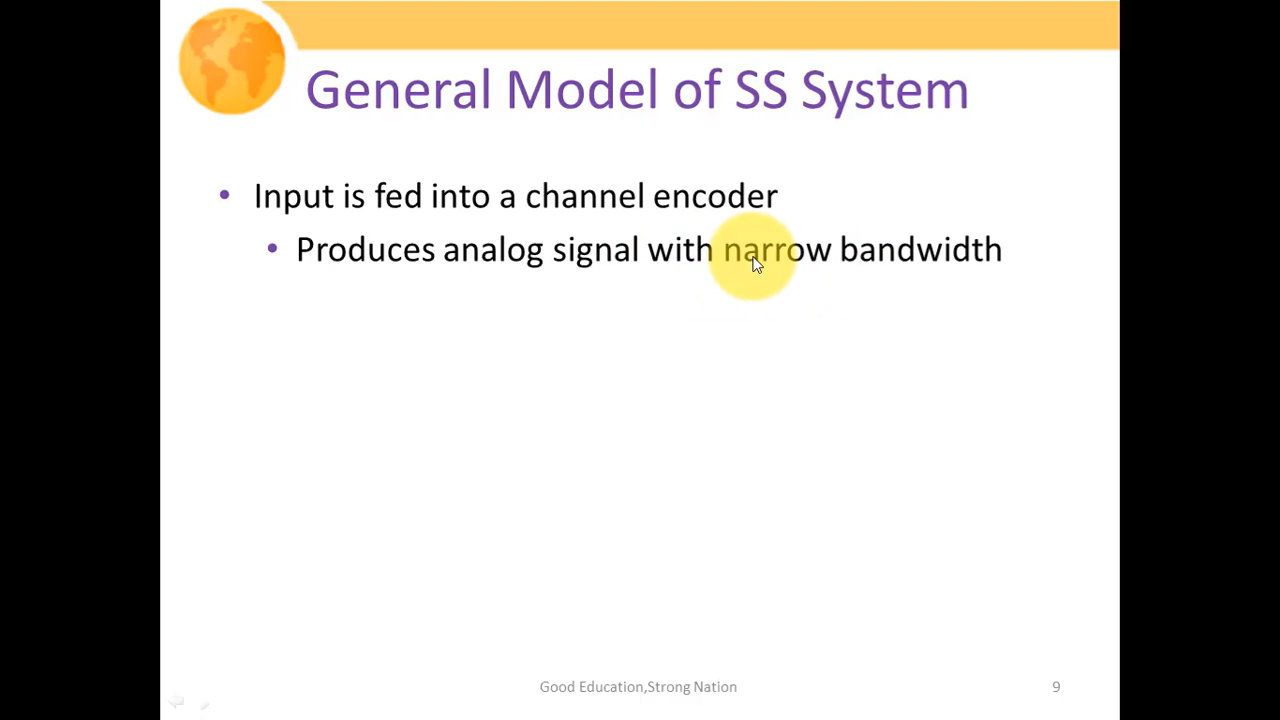 General Model of SS System
• Input is fed into a channel encoder
• Produces analog signal with narrow bandwidth
Good Education,Strong Nation
9